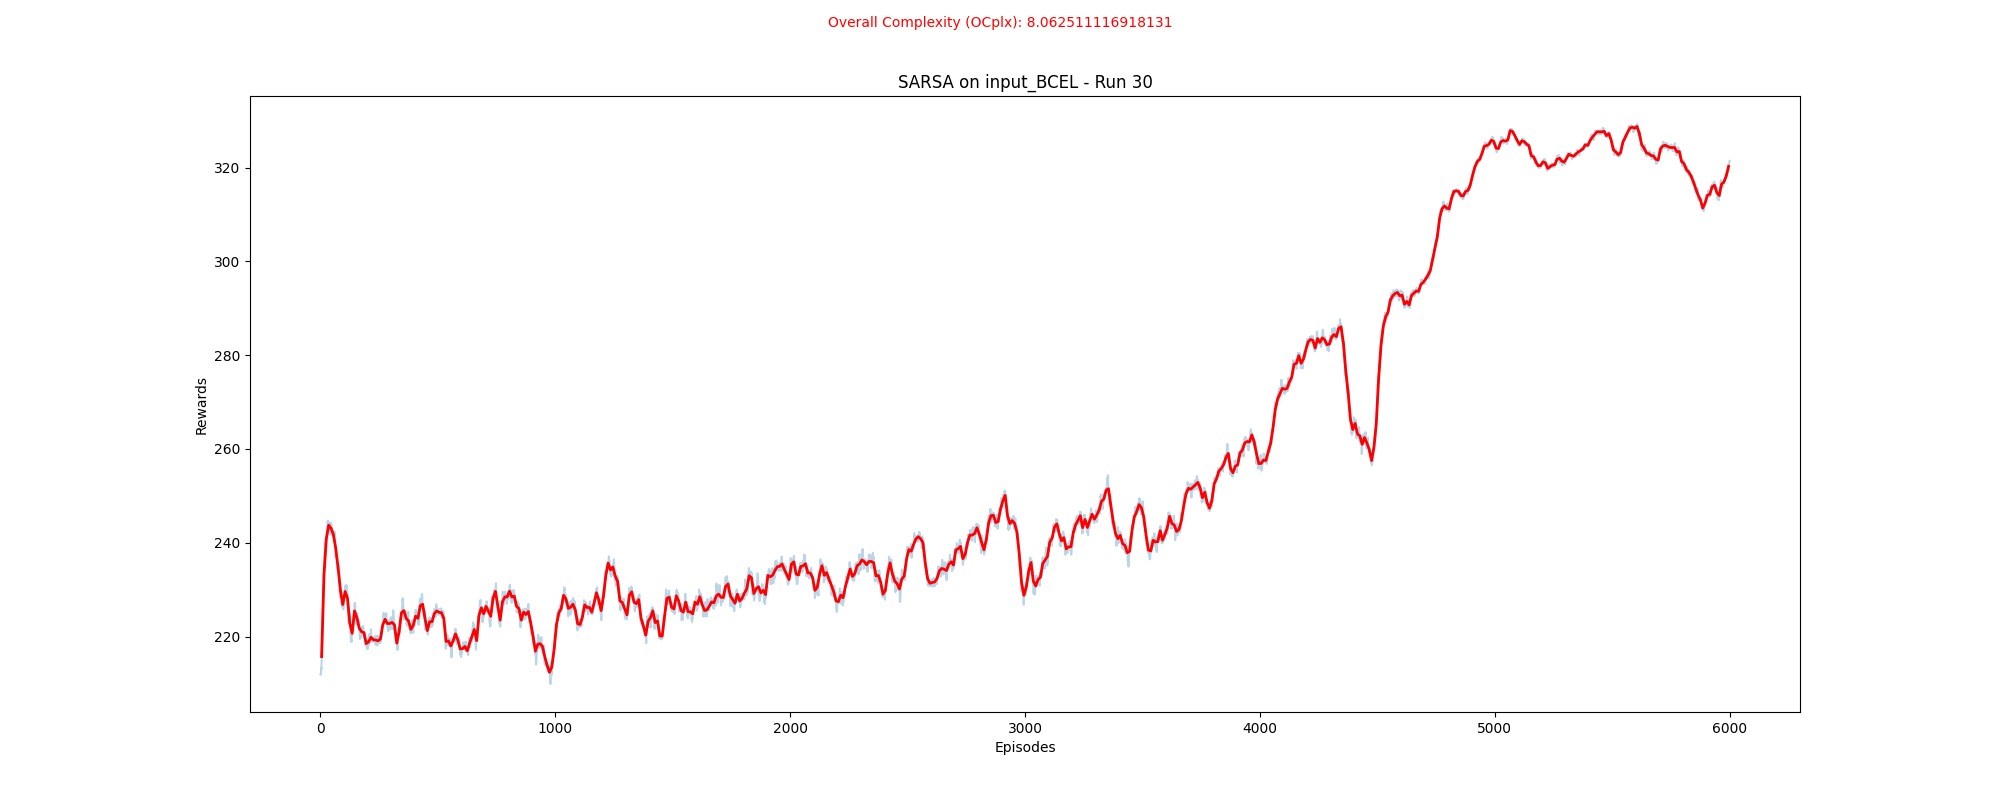 Overall Complexity (OCplx): 8.062511116918131
SARSA on input_BCEL - Run 30
320
300
280
260
240
220
Rewards
0 1000 2000 3000 4000 5000 6000
Episodes